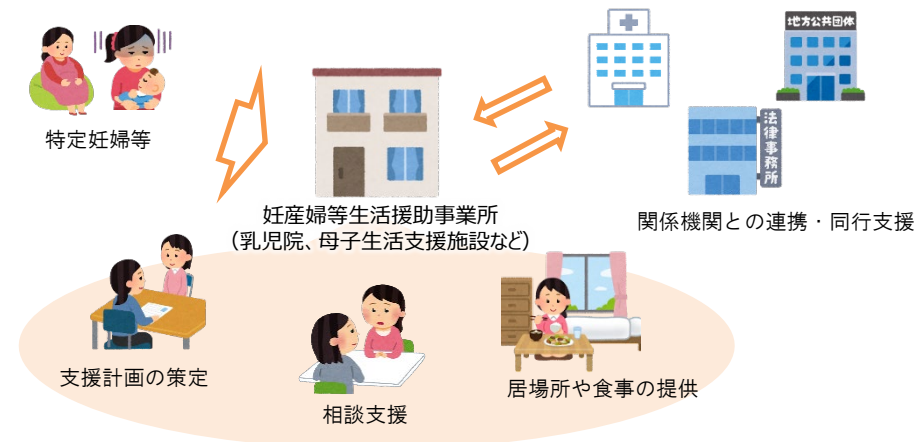 地方公共団体
法律事務所
特定妊婦等
妊産婦等生活援助事業所
(乳児院、母子生活支援施設など)
関係機関との連携・同行支援
支援計画の策定
相談支援
居場所や食事の提供